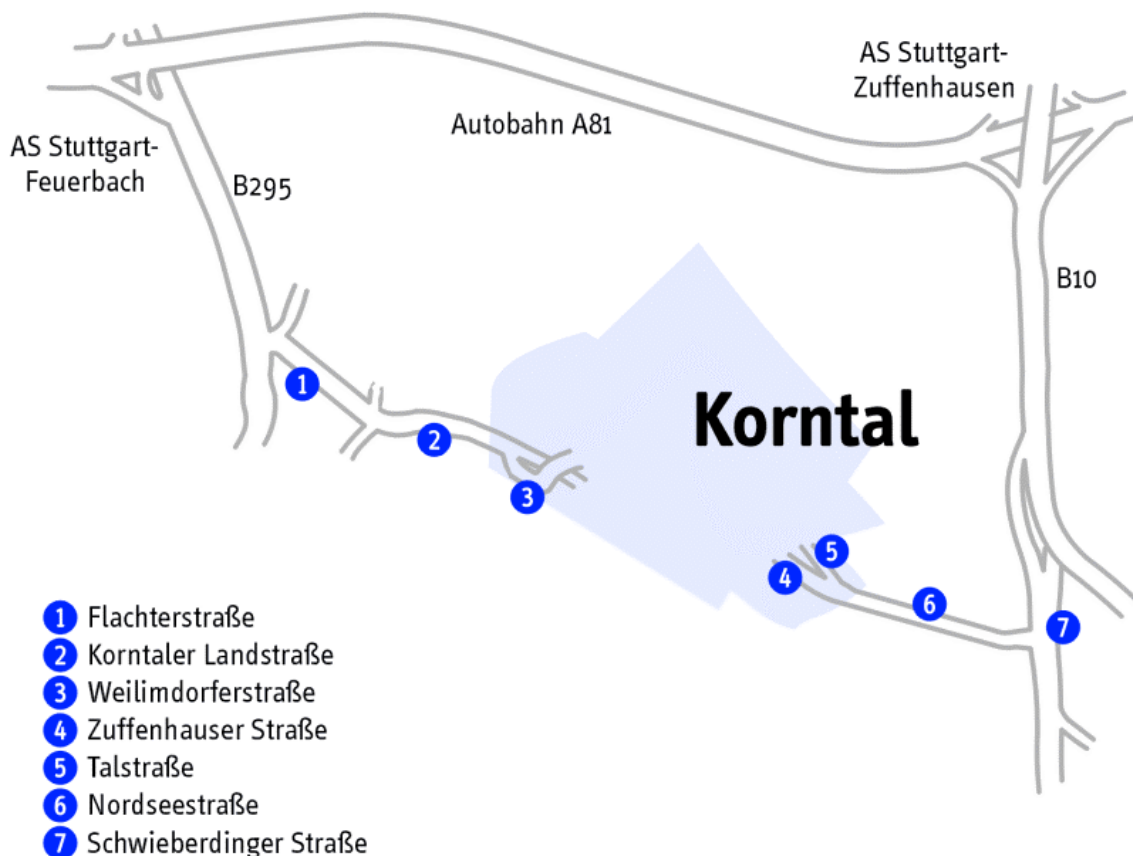 AS Stuttgart-
Zuffenhausen
Autobahn A81
AS Stuttgart-
Feuerbach
B295
B10
Korntal
1
2
3
4
5
6
7
1 Flachterstraße
2 Korntaler Landstraße
3 Weilimdorferstraße
4 Zuffenhauser Straße
5 Talstraße
6 Nordseestraße
7 Schwieberdinger Straße